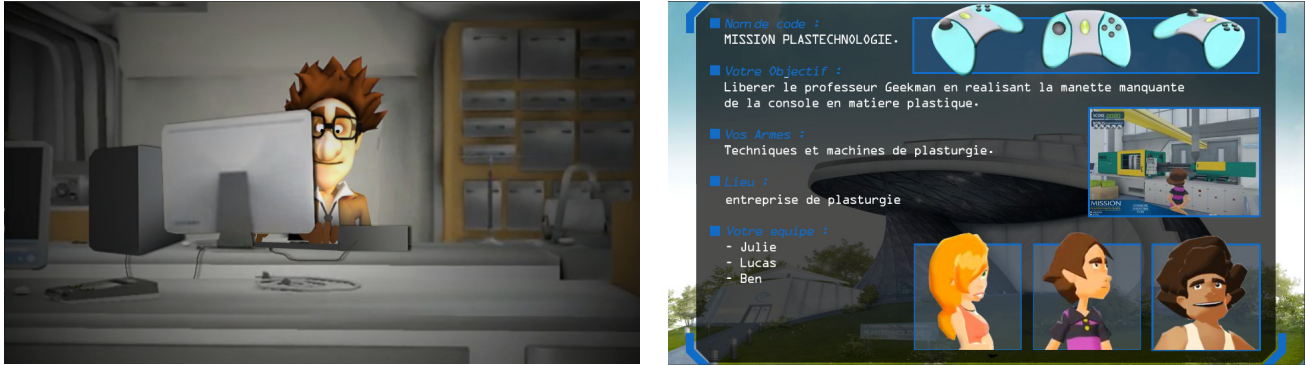 Nom de code :
MISSION PLASTECHNOLOGIE.
Votre Objectif :
Liberer le professeur Geekman en realisant la manette manquante
de la console en matiere plastique.
Vos Armes :
Techniques et machines de plasturgie.
Lieu :
entreprise de plasturgie
Votre equipe :
- Julie
- Lucas
- Ben
SCORE
MISSION